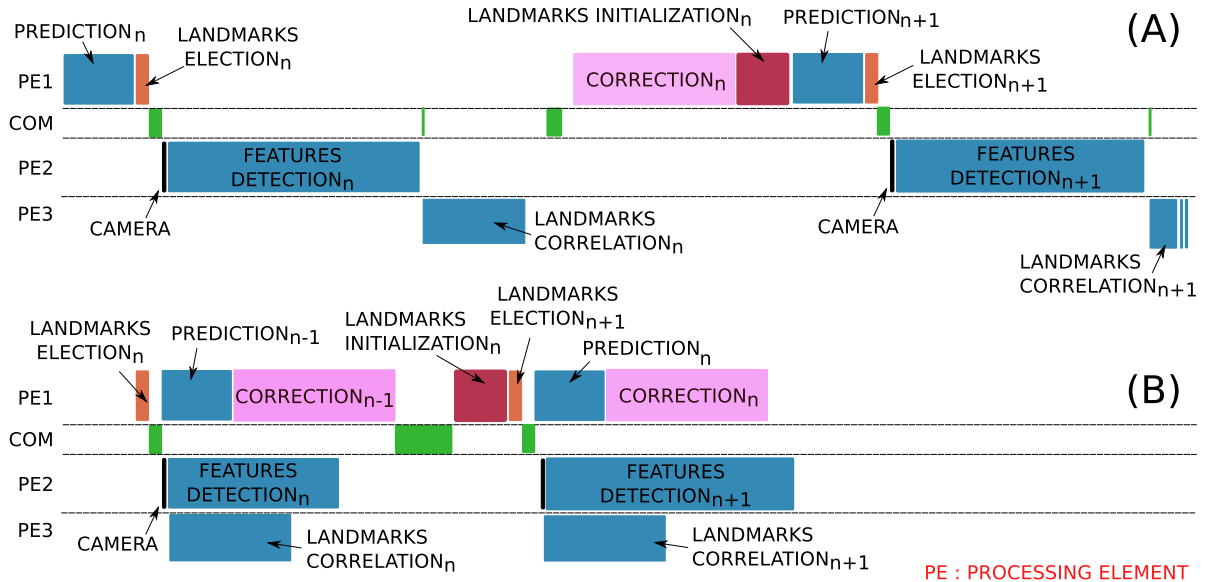 LANDMARKS INITIALIZATIONn
PREDICTIONn+1
(A)
PREDICTIONn
LANDMARKS
ELECTIONn
LANDMARKS
ELECTIONn+1
PE1
CORRECTIONn
COM
PE2
FEATURES
DETECTIONn
FEATURES
DETECTIONn+1
PE3
CAMERA
LANDMARKS
CORRELATIONn
CAMERA
LANDMARKS
CORRELATIONn+1
LANDMARKS
ELECTIONn
PREDICTIONn-1
LANDMARKS
INITIALIZATIONn
LANDMARKS
ELECTIONn+1
PREDICTIONn
(B)
PE1
CORRECTIONn-1
CORRECTIONn
COM
PE2
FEATURES
DETECTIONn
FEATURES
DETECTIONn+1
PE3
CAMERA
LANDMARKS
CORRELATIONn
LANDMARKS
CORRELATIONn+1
PE : PROCESSING ELEMENT